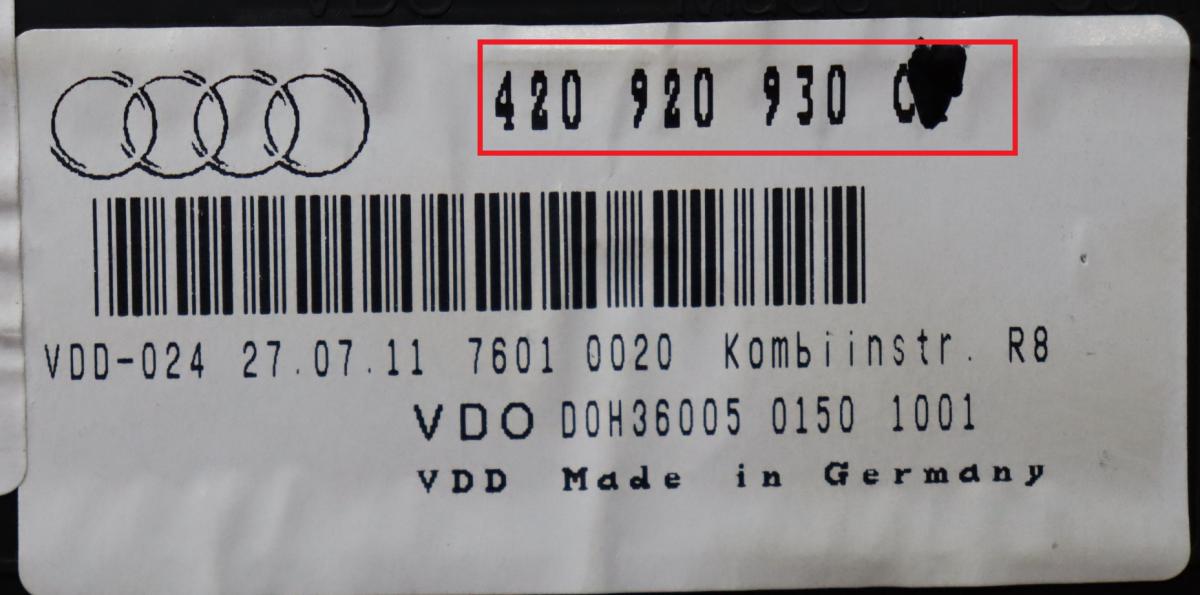 420 920 930
VDD-024 27.07.11 7601 0020 Kombiinstr. R8
VDO D0H36005 0150 1001
VDD Made in Germany